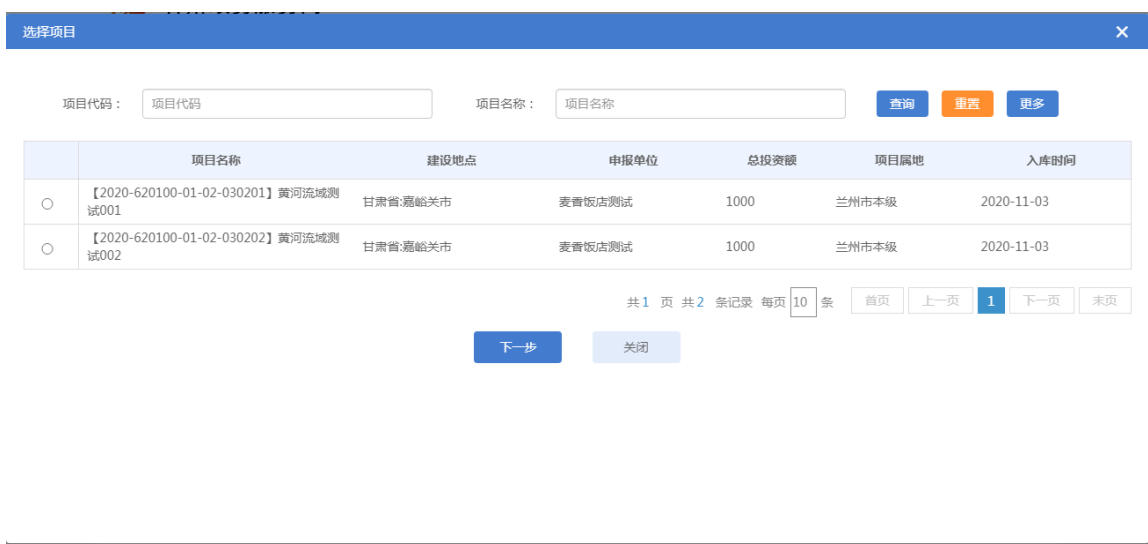 选择项目 ×
项目代码： 项目代码 项目名称： 项目名称 查询 重置 更多
项目名称 建设地点 申报单位 总投资额 项目属地 入库时间
【2020-620100-01-02-030201】黄河流域测
试001 甘肃省:嘉峪关市 麦香饭店测试 1000 兰州市本级 2020-11-03
【2020-620100-01-02-030202】黄河流域测
试002 甘肃省:嘉峪关市 麦香饭店测试 1000 兰州市本级 2020-11-03
共1 页 共2 条记录 每页 10 条 首页 上一页 1 下一页 末页
下一步 关闭